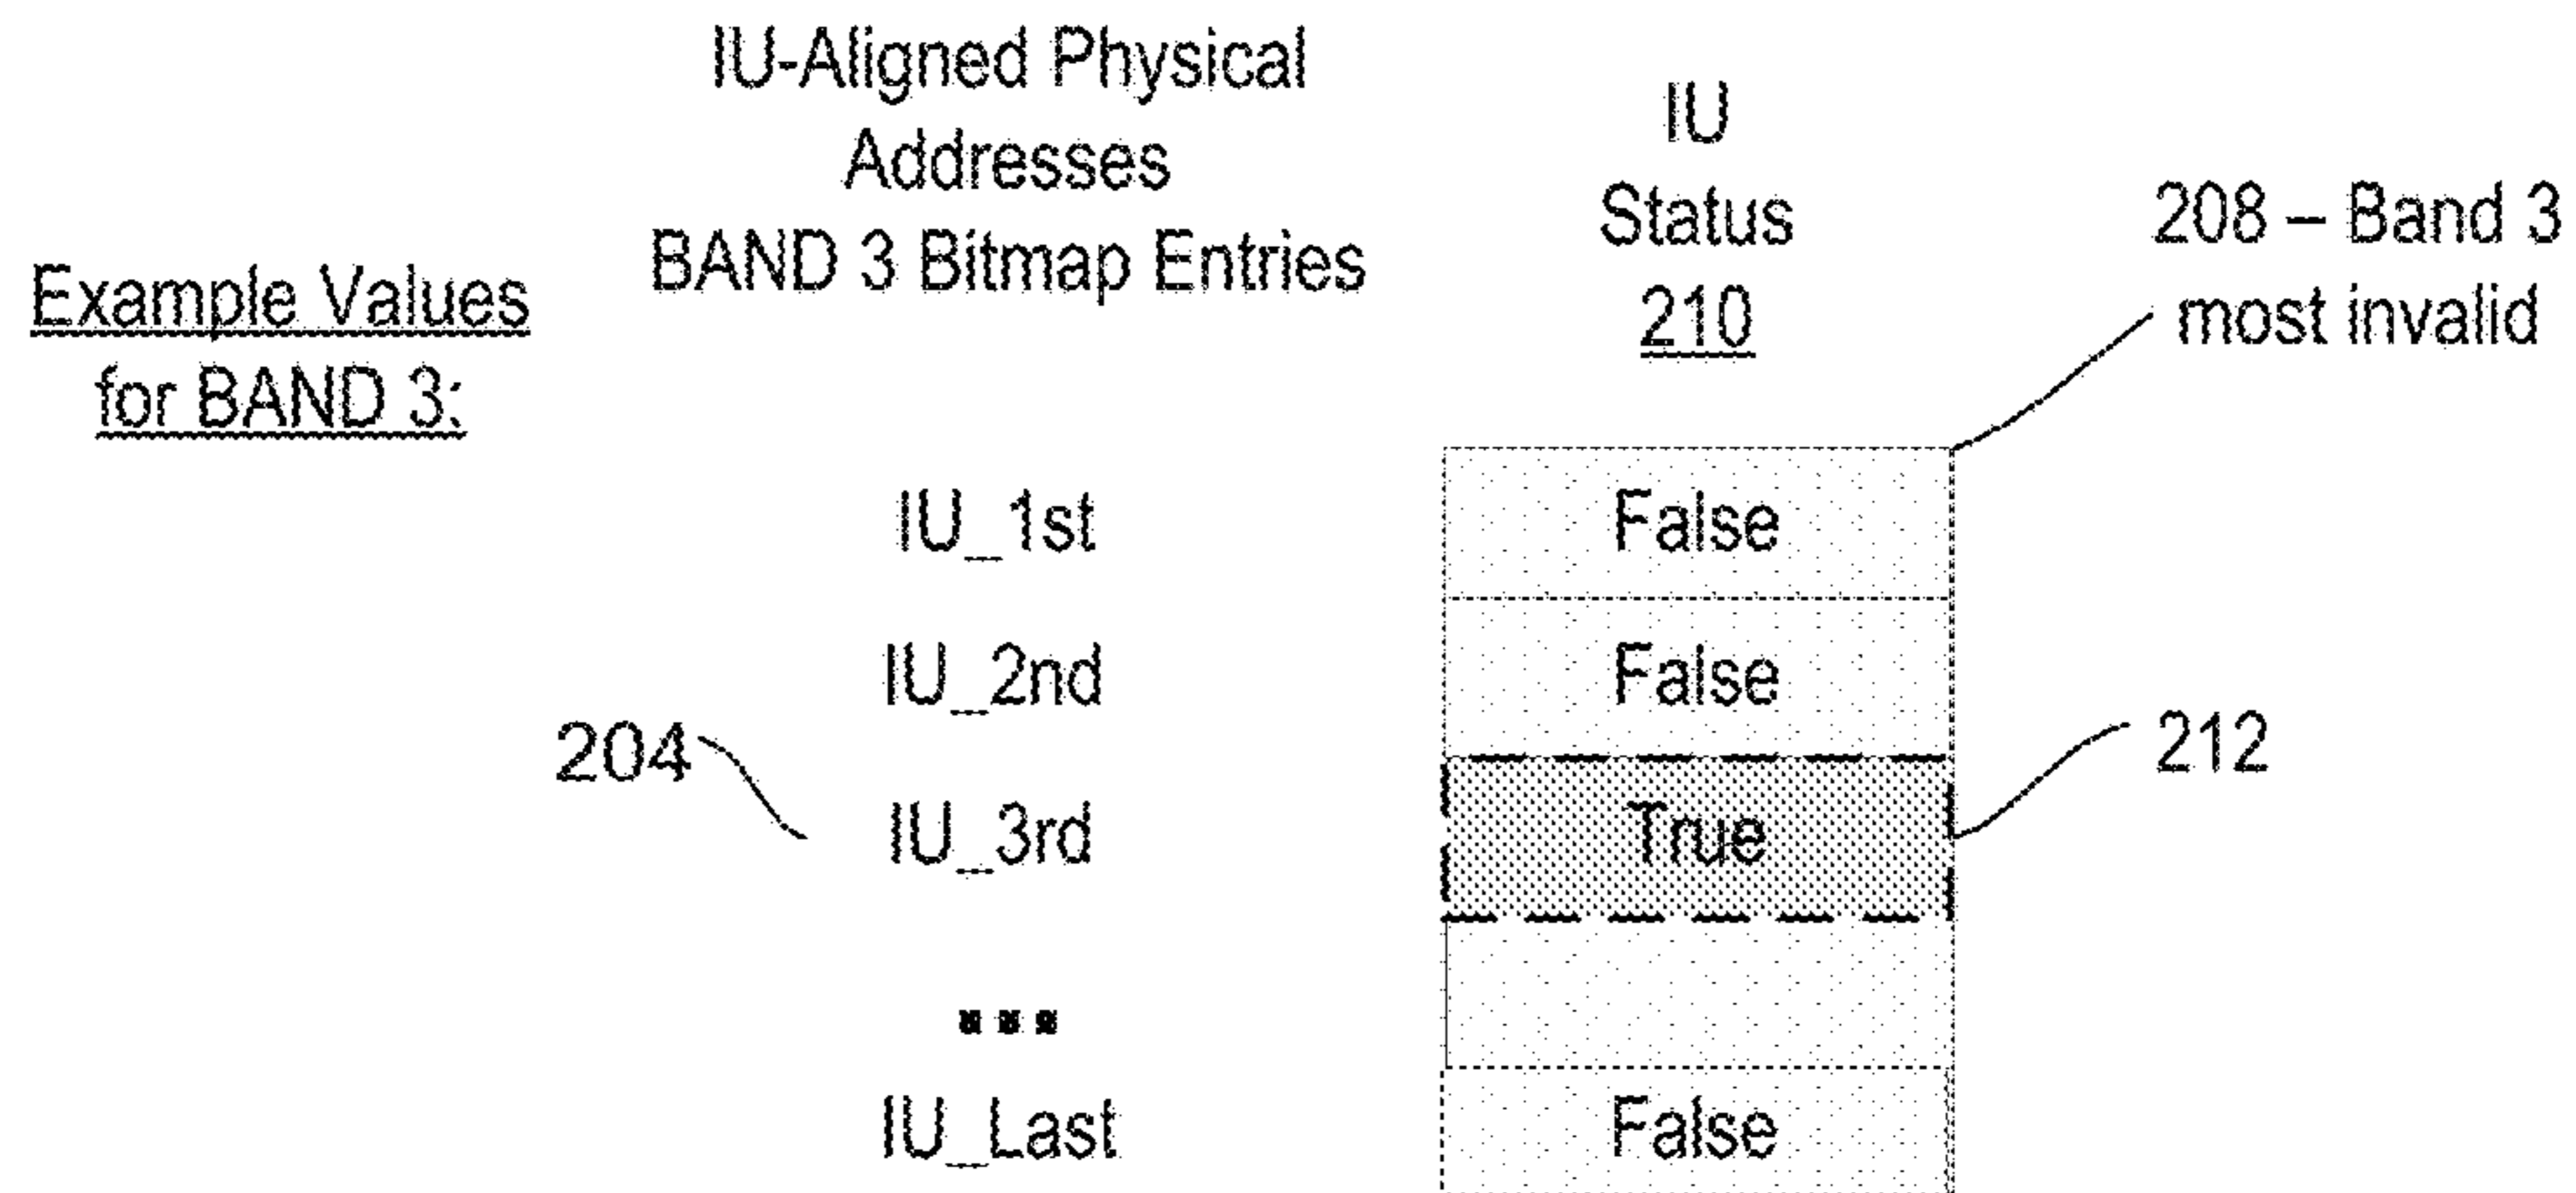 IU-Aligned Physical
Addresses
BAND 3 Bitmap Entries
IU
Status
210
208 – Band 3
most invalid
Example Values
for BAND 3:
IU_1st
False
IU_2nd
False
204
IU_3rd
True
212
...
IU_Last
False